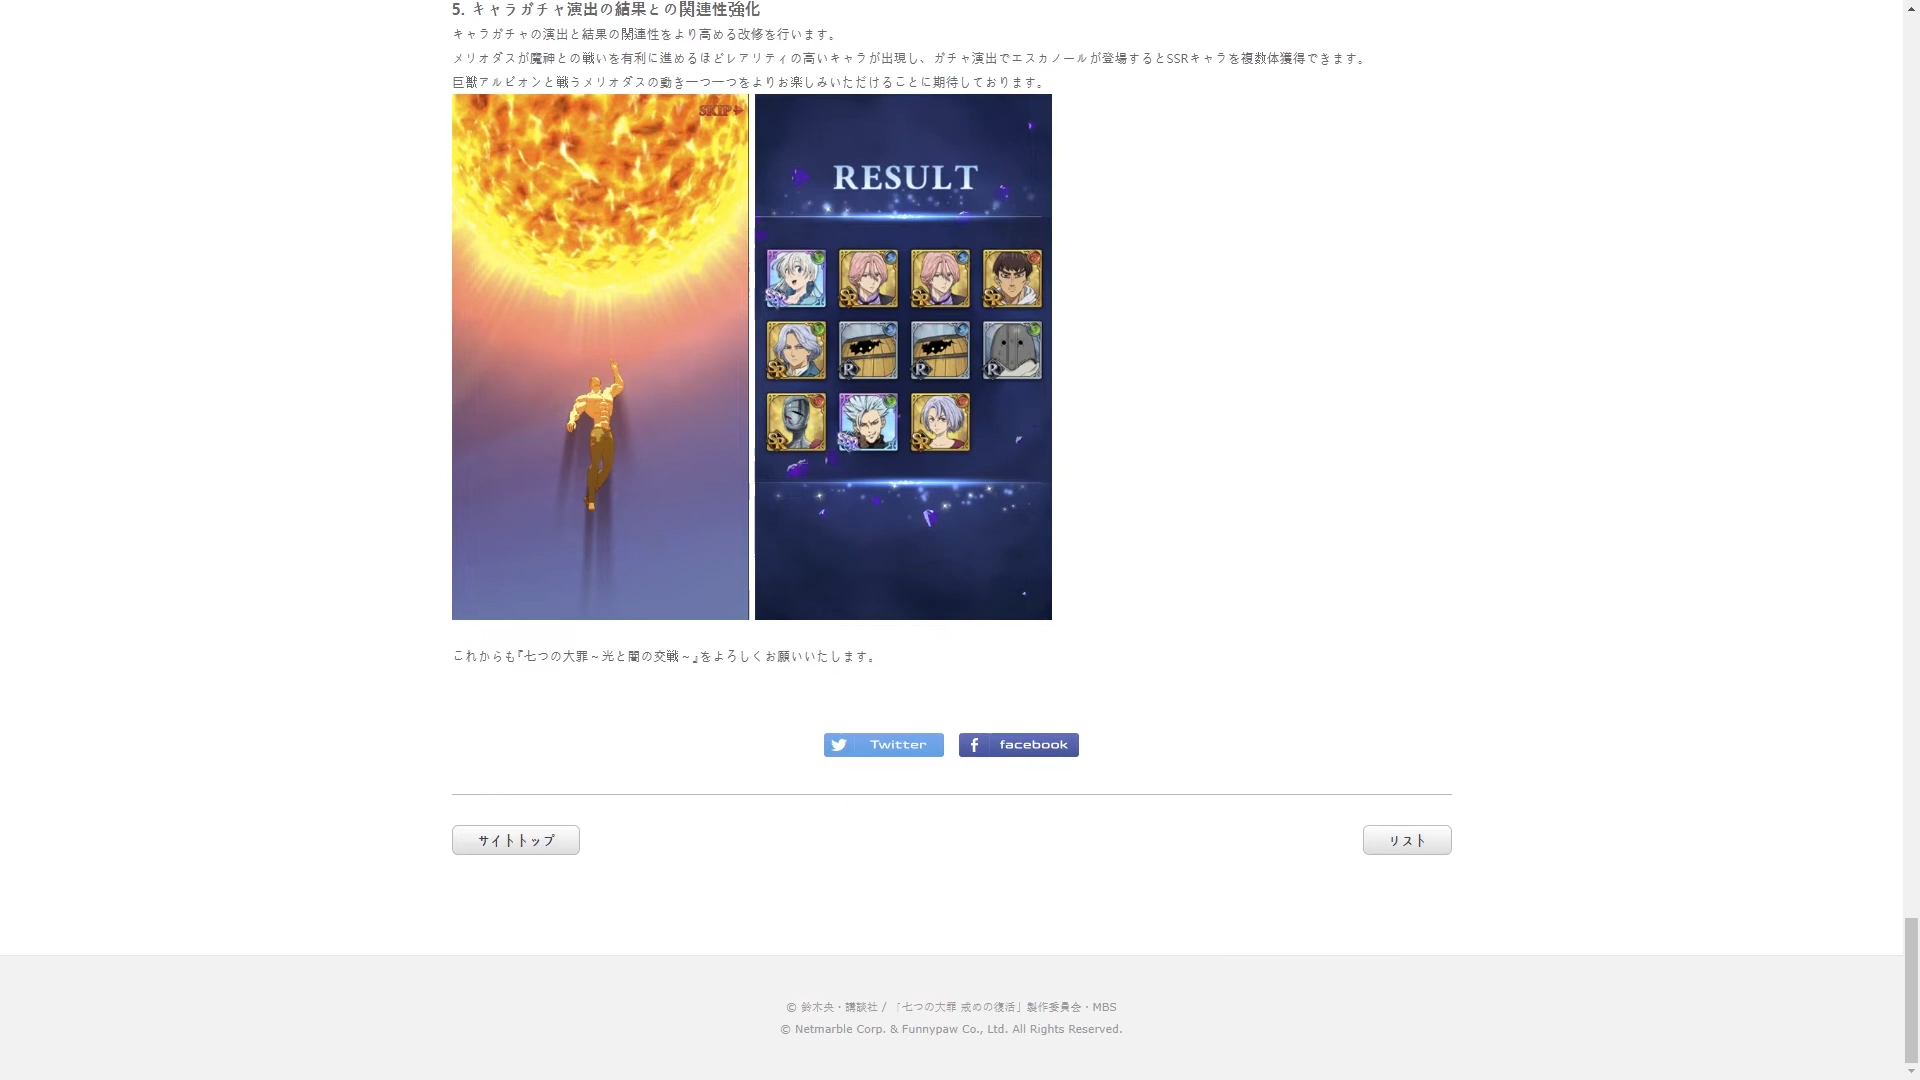 5. キャラガチャ演出の結果との関連性強化
キャラガチャの演出と結果の関連性をより高める改修を行います。
メリオダスが魔神との戦いを有利に進めるほどレアリティの高いキャラが出現し、ガチャ演出でエスカノールが登場するとSSRキャラを複数体獲得できます。
巨獣アルビオンと戦うメリオダスの動き一つ一つをよりお楽しみいただけることに期待しております。
SKIP
RESULT
SSR SR SR SR
SR R R R
SR SSR SR
これからも『七つの大罪～光と闇の交戦～』をよろしくお願いいたします。
Twitter facebook
サイトトップ リスト
© 鈴木央・講談社 / 「七つの大罪 戒めの復活」製作委員会・MBS
© Netmarble Corp. & Funnypaw Co., Ltd. All Rights Reserved.